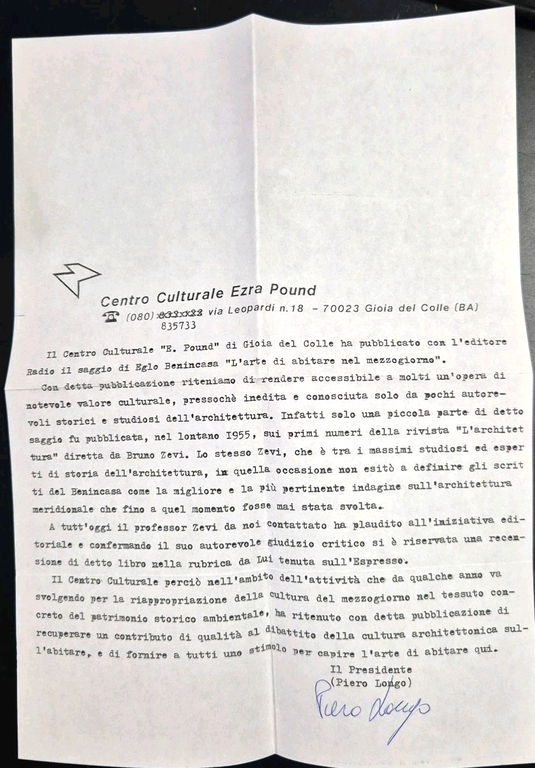 Centro Culturale Ezra Pound
☎ (080) via Leopardi n.18 – 70023 Gioia del Colle (BA)
835733
Il Centro Culturale "E. Pound" di Gioia del Colle ha pubblicato con l'editore
Radio il saggio di Eglo Benincasa "L'arte di abitare nel mezzogiorno".
Con detta pubblicazione riteniamo di rendere accessibile a molti un'opera di
notevole valore culturale, pressochè inedita e conosciuta solo da pochi autore-
voli storici e studiosi dell'architettura. Infatti solo una piccola parte di detto
saggio fu pubblicata, nel lontano I955, sui primi numeri della rivista "L'architet
tura" diretta da Bruno Zevi. Lo stesso Zevi, che è tra i massimi studiosi ed esper
ti di storia dell'architettura, in quella occasione non esitò a definire gli scrit
ti del Benincasa come la migliore e la più pertinente indagine sull'architettura
meridionale che fino a quel momento fosse mai stata svolta.
A tutt'oggi il professor Zevi da noi contattato ha plaudito all'iniziativa edi-
toriale e confermando il suo autorevole giudizio critico si è riservata una recen-
sione di detto libro nella rubrica da Lui tenuta sull'Espresso.
Il Centro Culturale perciò nell'ambito dell'attività che da qualche anno va
svolgendo per la riappropriazione della cultura del mezzogiorno nel tessuto con-
creto del patrimonio storico ambientale, ha ritenuto con detta pubblicazione di
recuperare un contributo di qualità al dibattito della cultura architettonica sul-
l'abitare, e di fornire a tutti uno stimolo per capire l'arte di abitare qui.
Il Presidente
(Piero Longo)
Piero Longo